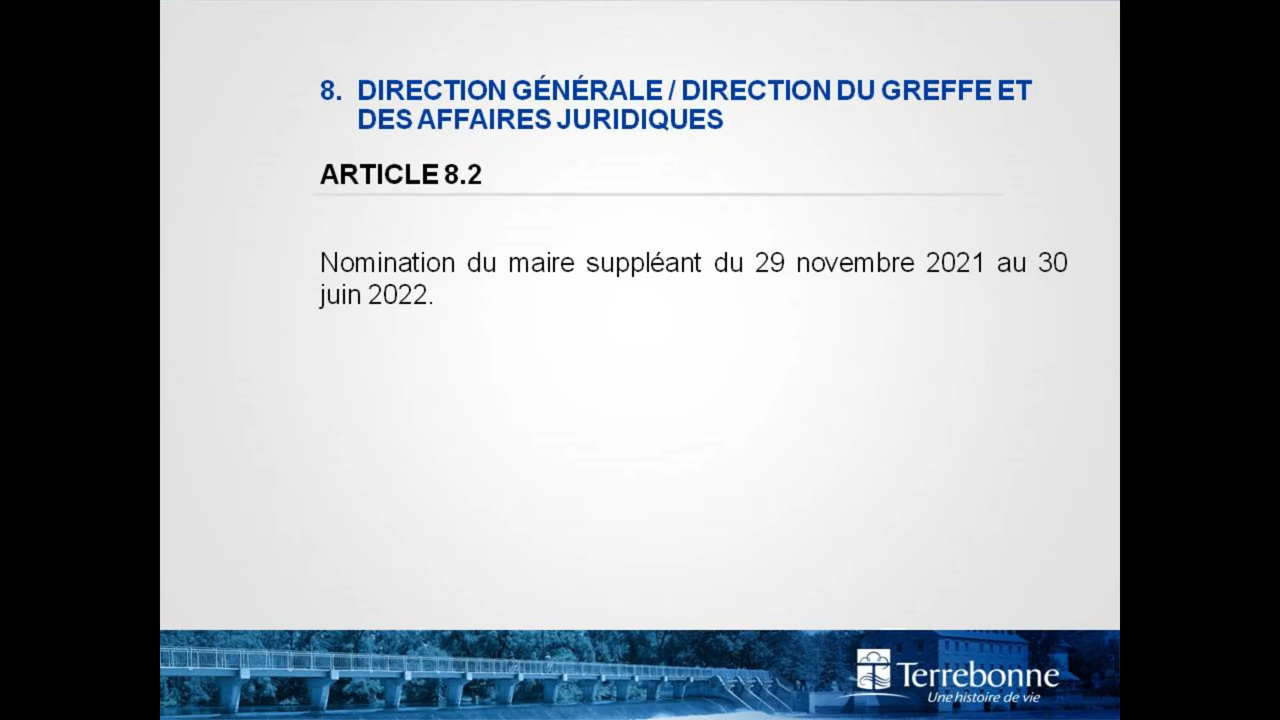 8. DIRECTION GÉNÉRALE / DIRECTION DU GREFFE ET
DES AFFAIRES JURIDIQUES
ARTICLE 8.2
Nomination du maire suppléant du 29 novembre 2021 au 30
juin 2022.
Terrebonne
Une histoire de vie